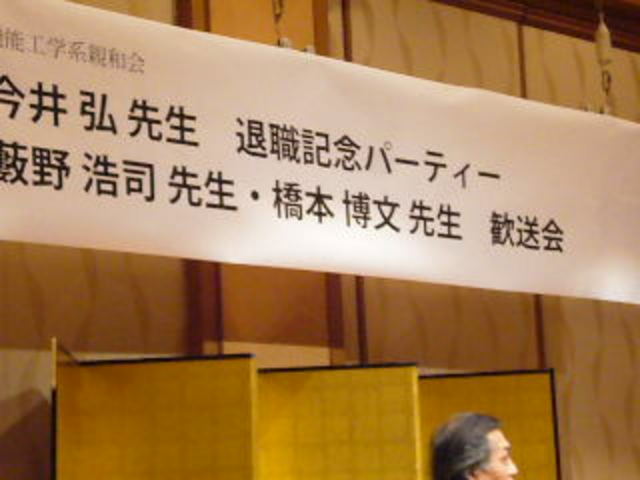 能工学系親和会
今井 弘 先生　退職記念パーティー
藪野 浩司 先生・橋本 博文 先生　歓送会